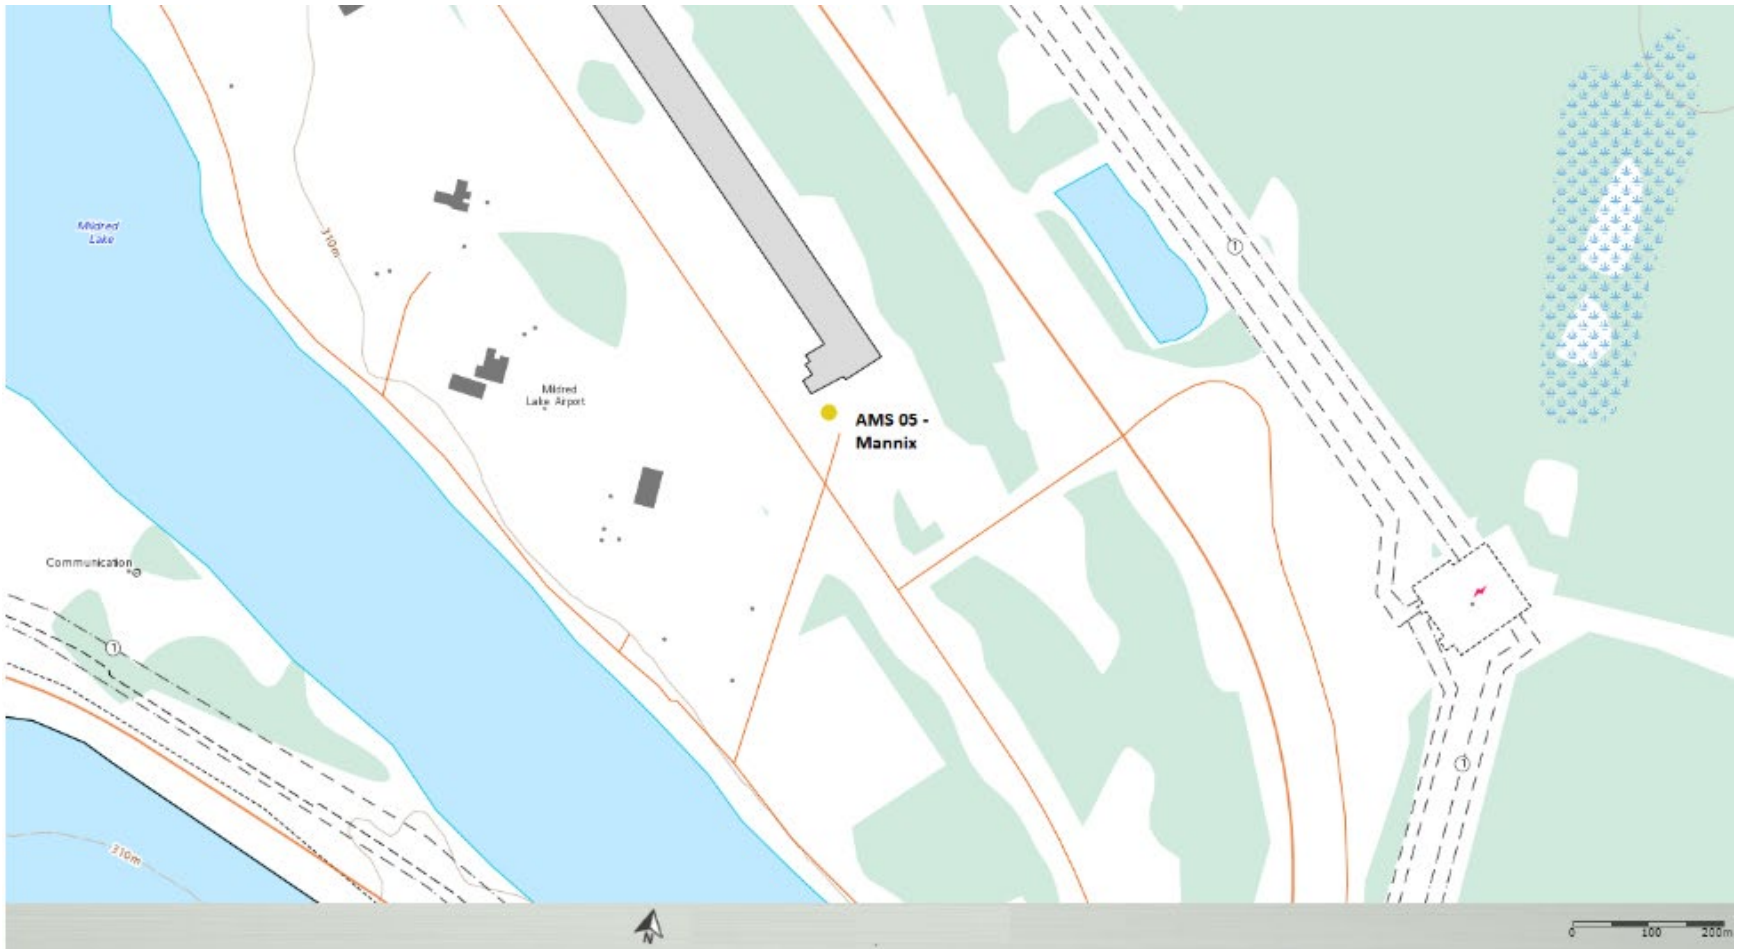 Mildred
Lake
310m
1
Mildred
Lake Airport
AMS 05 -
Mannix
Communication
1
1
310m
N
0 100 200m